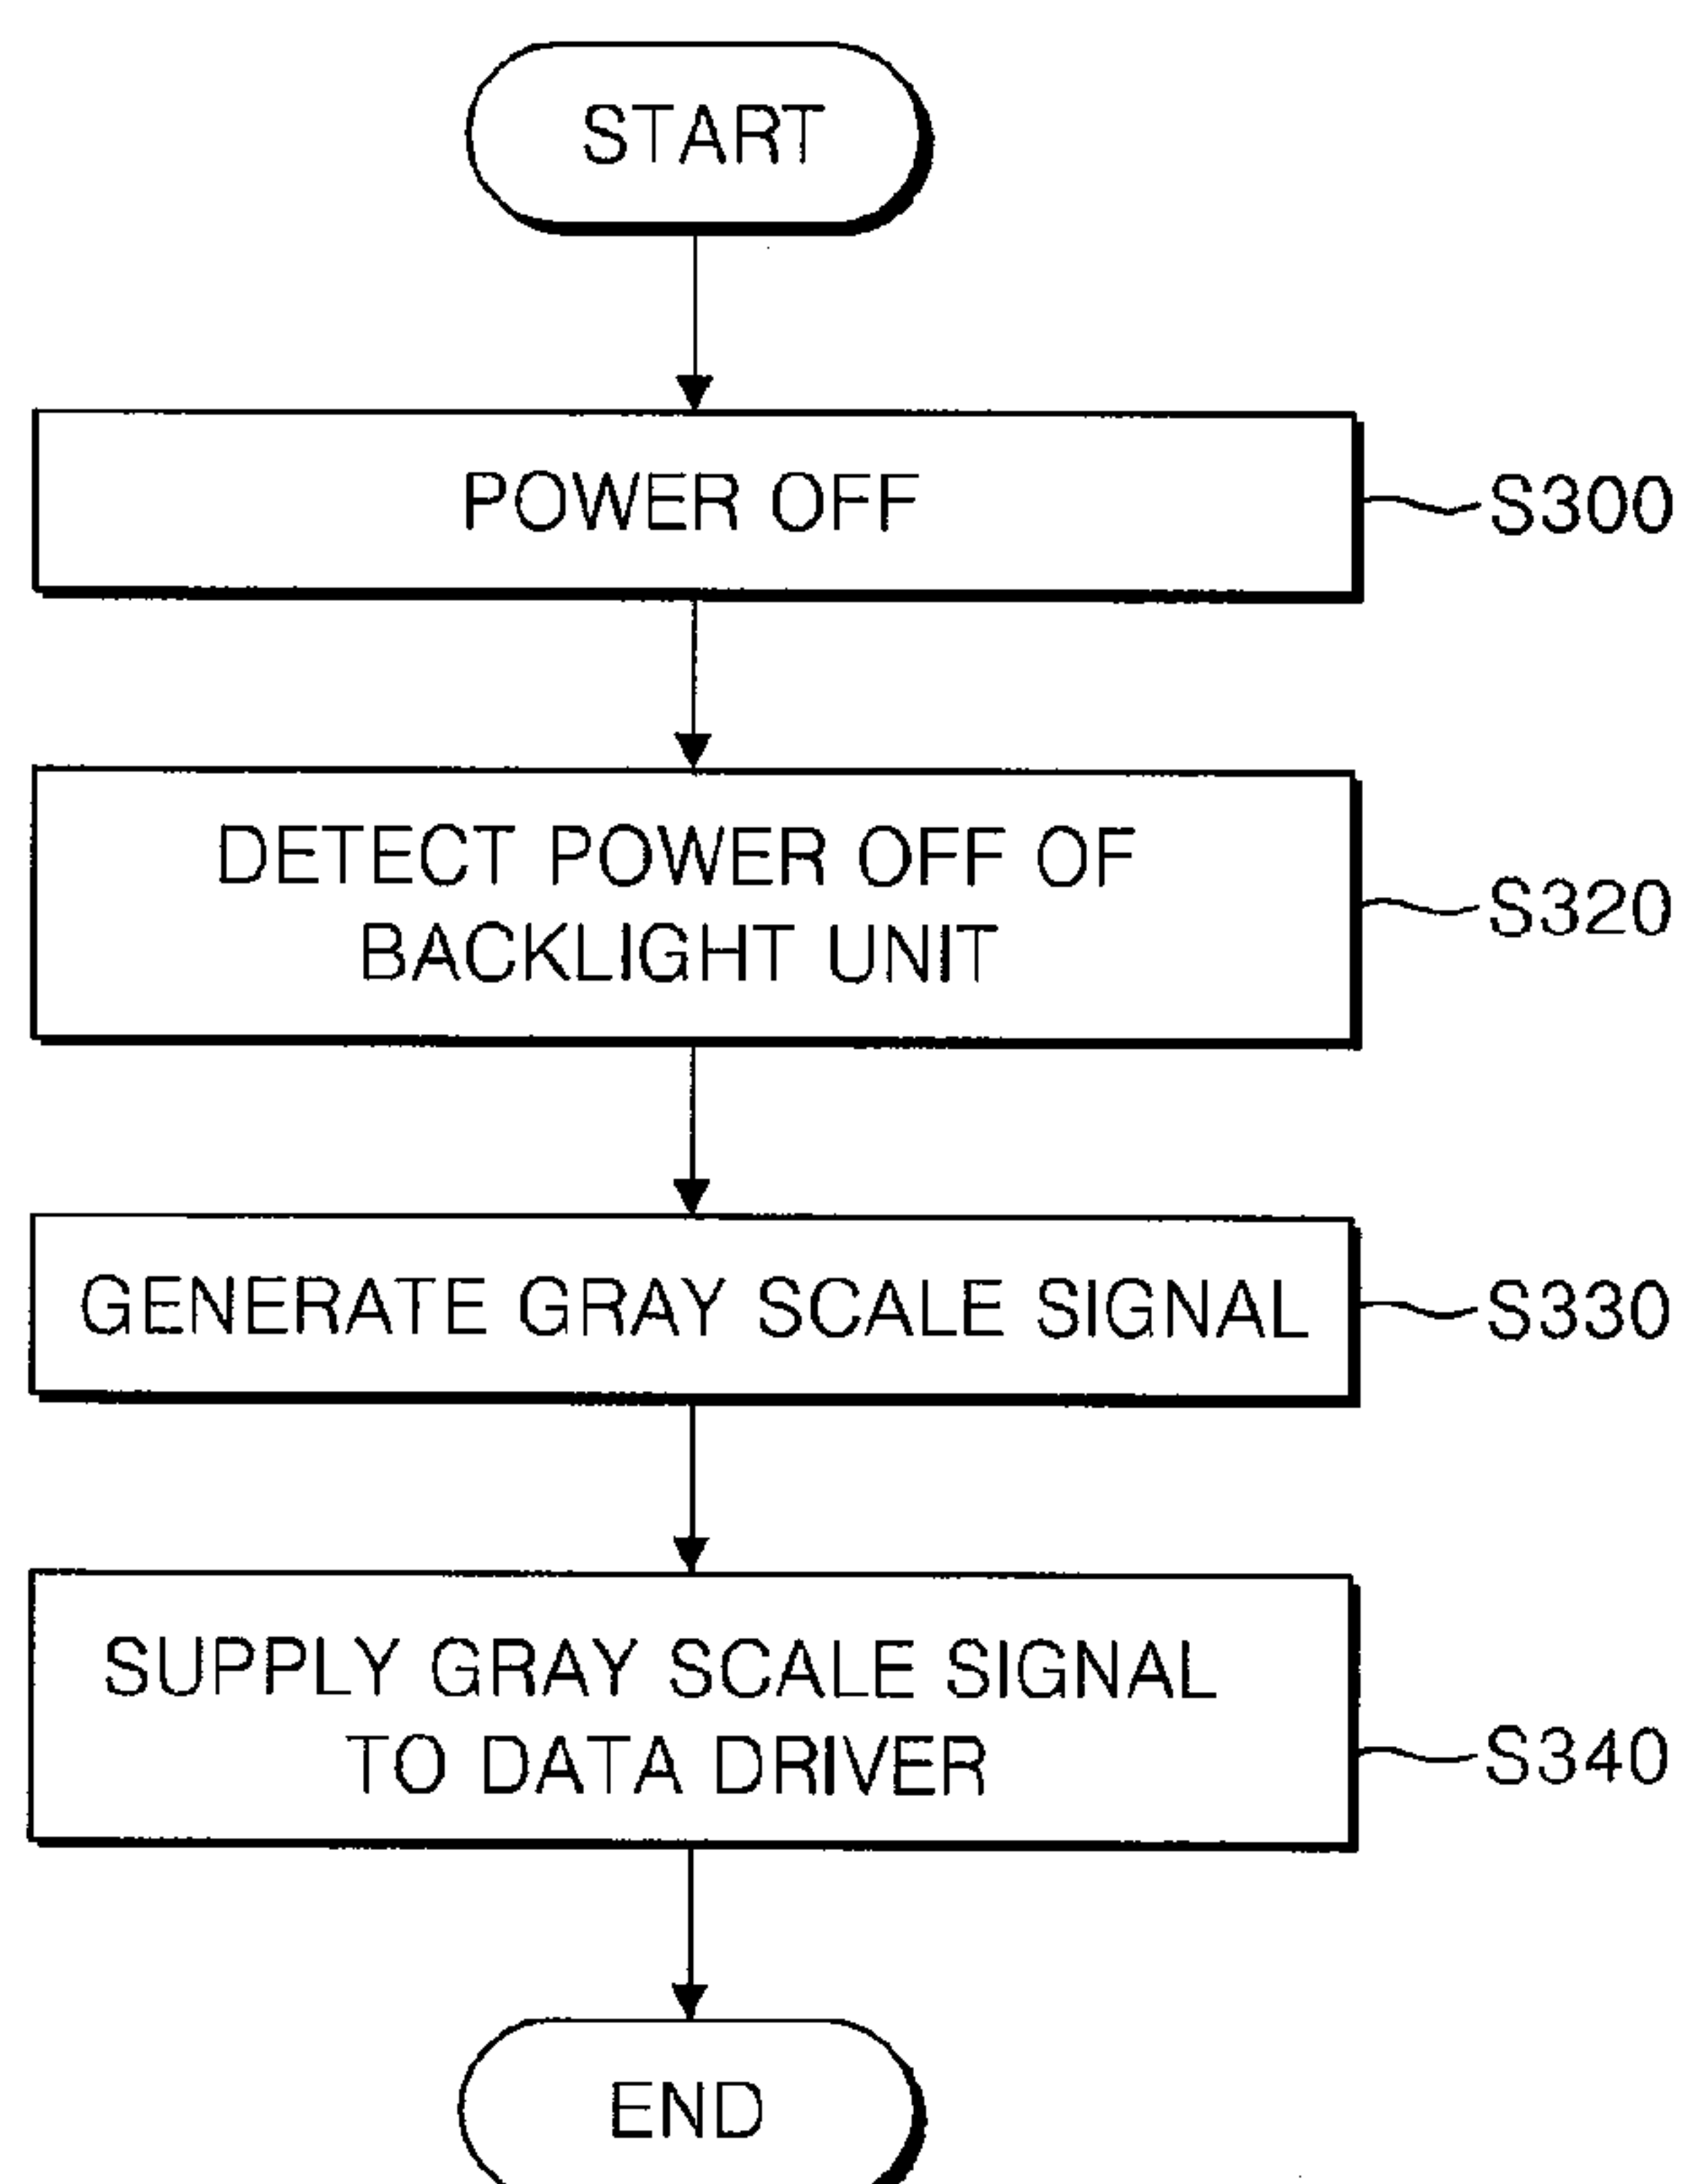 START
POWER OFF
S300
DETECT POWER OFF OF
BACKLIGHT UNIT
S320
GENERATE GRAY SCALE SIGNAL
S330
SUPPLY GRAY SCALE SIGNAL
TO DATA DRIVER
S340
END